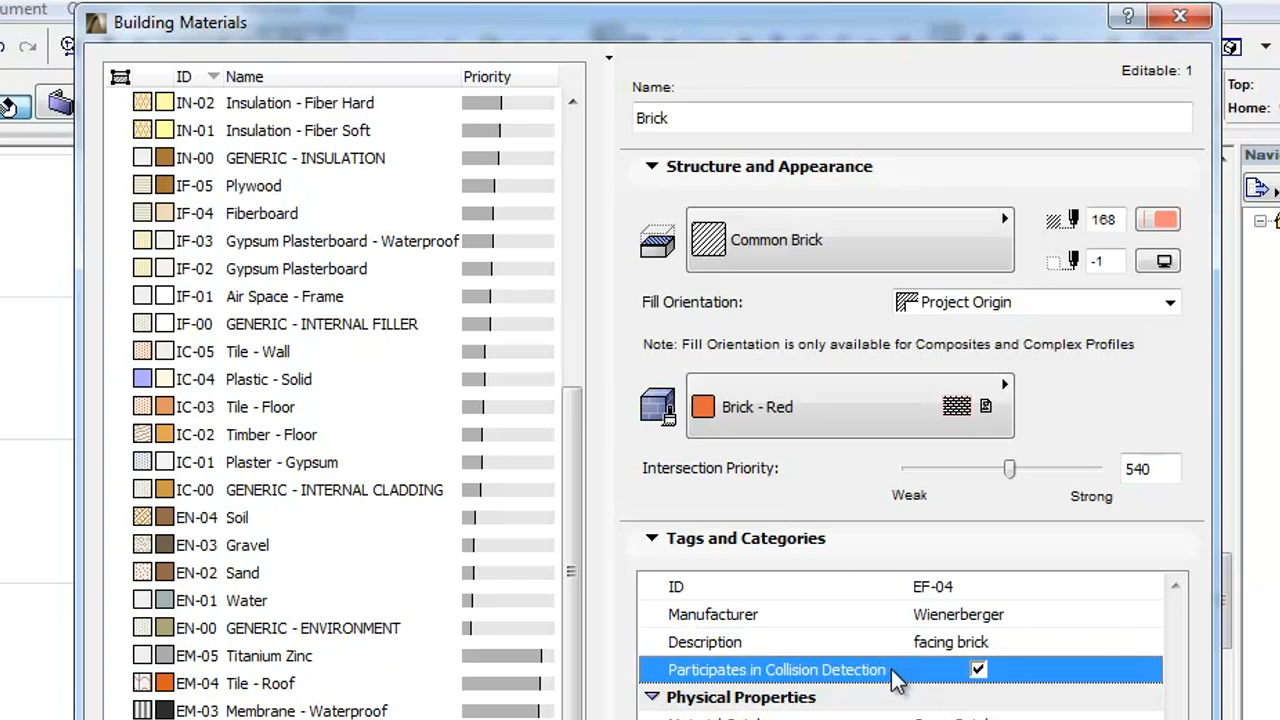 ument
Building Materials
ID Name Priority
IN-02 Insulation - Fiber Hard
IN-01 Insulation - Fiber Soft
IN-00 GENERIC - INSULATION
IF-05 Plywood
IF-04 Fiberboard
IF-03 Gypsum Plasterboard - Waterproof
IF-02 Gypsum Plasterboard
IF-01 Air Space - Frame
IF-00 GENERIC - INTERNAL FILLER
IC-05 Tile - Wall
IC-04 Plastic - Solid
IC-03 Tile - Floor
IC-02 Timber - Floor
IC-01 Plaster - Gypsum
IC-00 GENERIC - INTERNAL CLADDING
EN-04 Soil
EN-03 Gravel
EN-02 Sand
EN-01 Water
EN-00 GENERIC - ENVIRONMENT
EM-05 Titanium Zinc
EM-04 Tile - Roof
EM-03 Membrane - Waterproof
Editable: 1
Name:
Brick
Structure and Appearance
Common Brick
168
-1
Fill Orientation: Project Origin
Note: Fill Orientation is only available for Composites and Complex Profiles
Brick - Red
Intersection Priority: 540
Weak Strong
Tags and Categories
ID EF-04
Manufacturer Wienerberger
Description facing brick
Participates in Collision Detection
Physical Properties
Top:
Home:
Navi